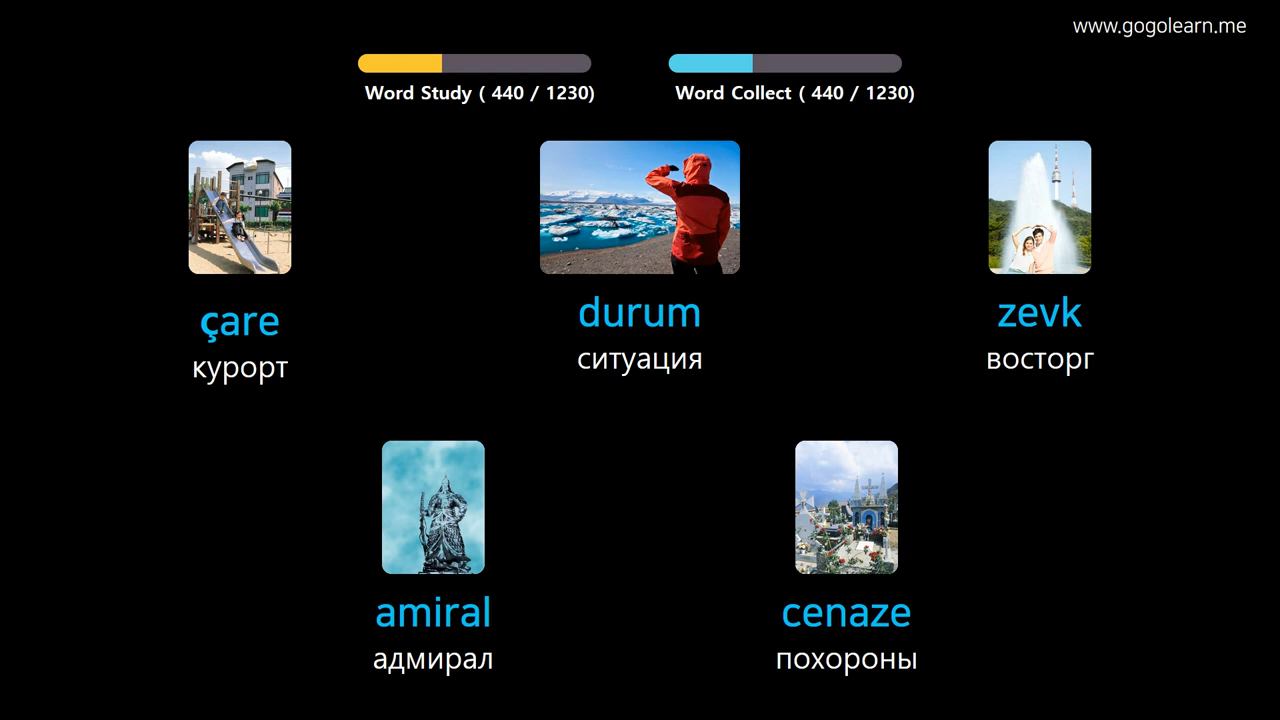 www.gogolearn.me
Word Study ( 440 / 1230)
Word Collect ( 440 / 1230)
çare
курорт
durum
ситуация
zevk
восторг
amiral
адмирал
cenaze
похороны